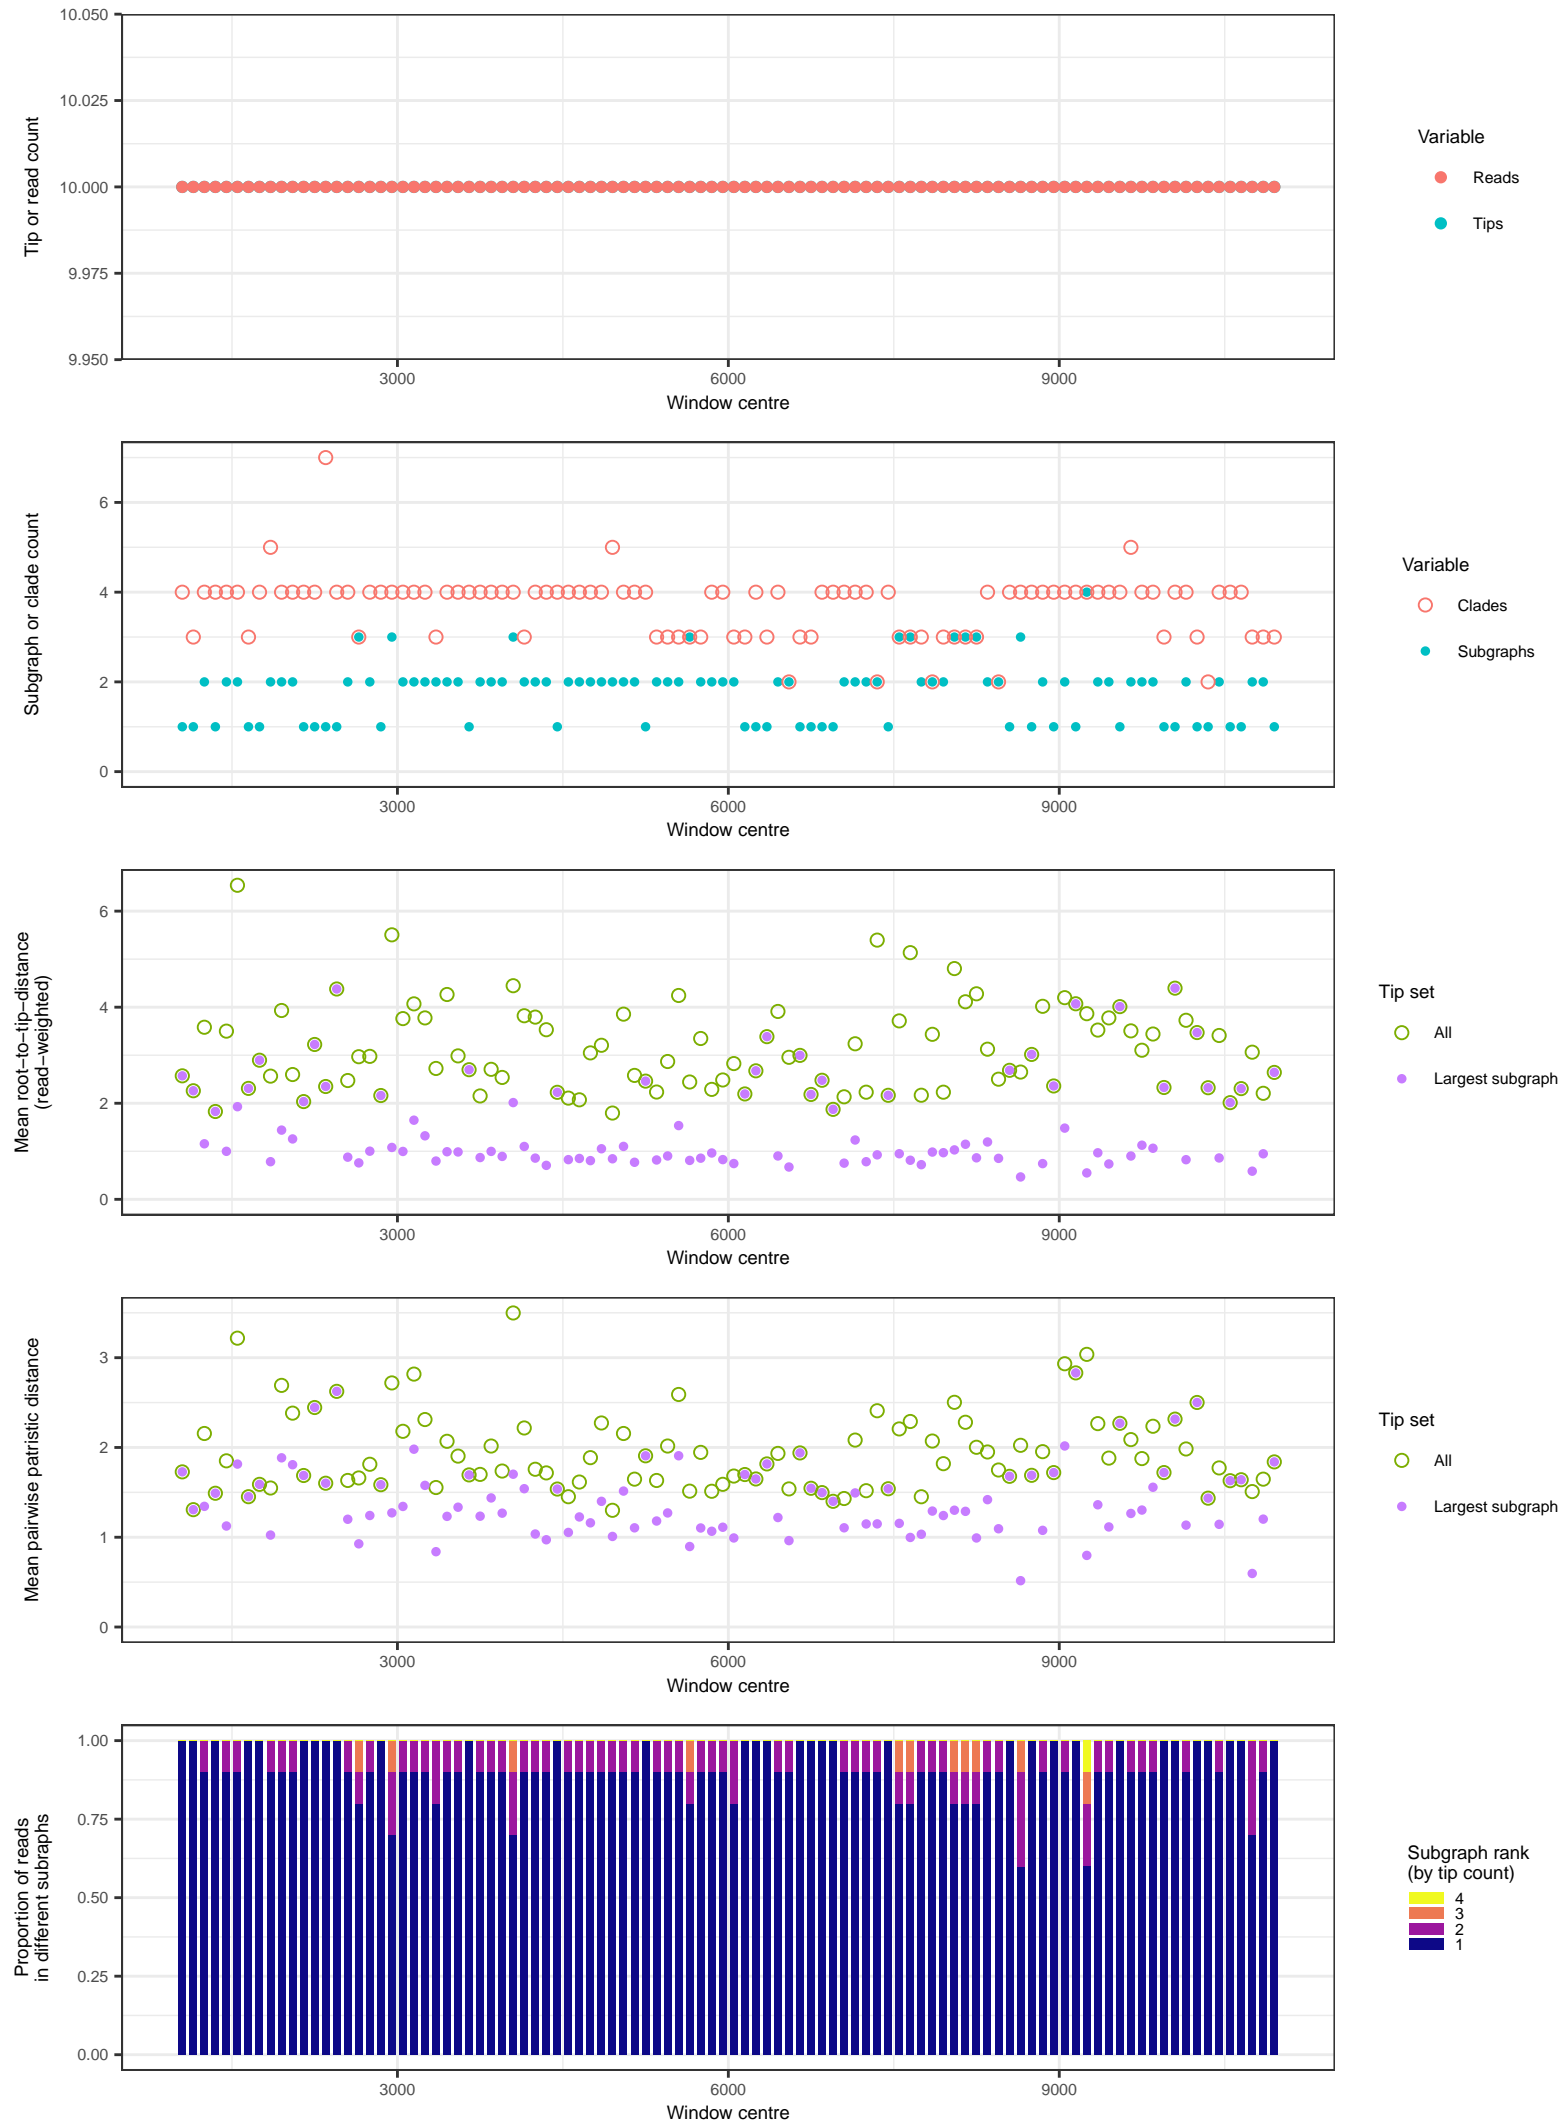 10.050
10.025
10.000
9.975
9.950
Tip or read count
3000
6000
9000
Window centre
Variable
Reads
Tips
6
4
2
0
Subgraph or clade count
3000
6000
9000
Window centre
Variable
Clades
Subgraphs
6
4
2
0
Mean root−to−tip−distance
(read−weighted)
3000
6000
9000
Window centre
Tip set
All
Largest subgraph
3
2
1
0
Mean pairwise patristic distance
3000
6000
9000
Window centre
Tip set
All
Largest subgraph
1.00
0.75
0.50
0.25
0.00
Proportion of reads
in different subraphs
3000
6000
9000
Window centre
Subgraph rank
(by tip count)
4
3
2
1